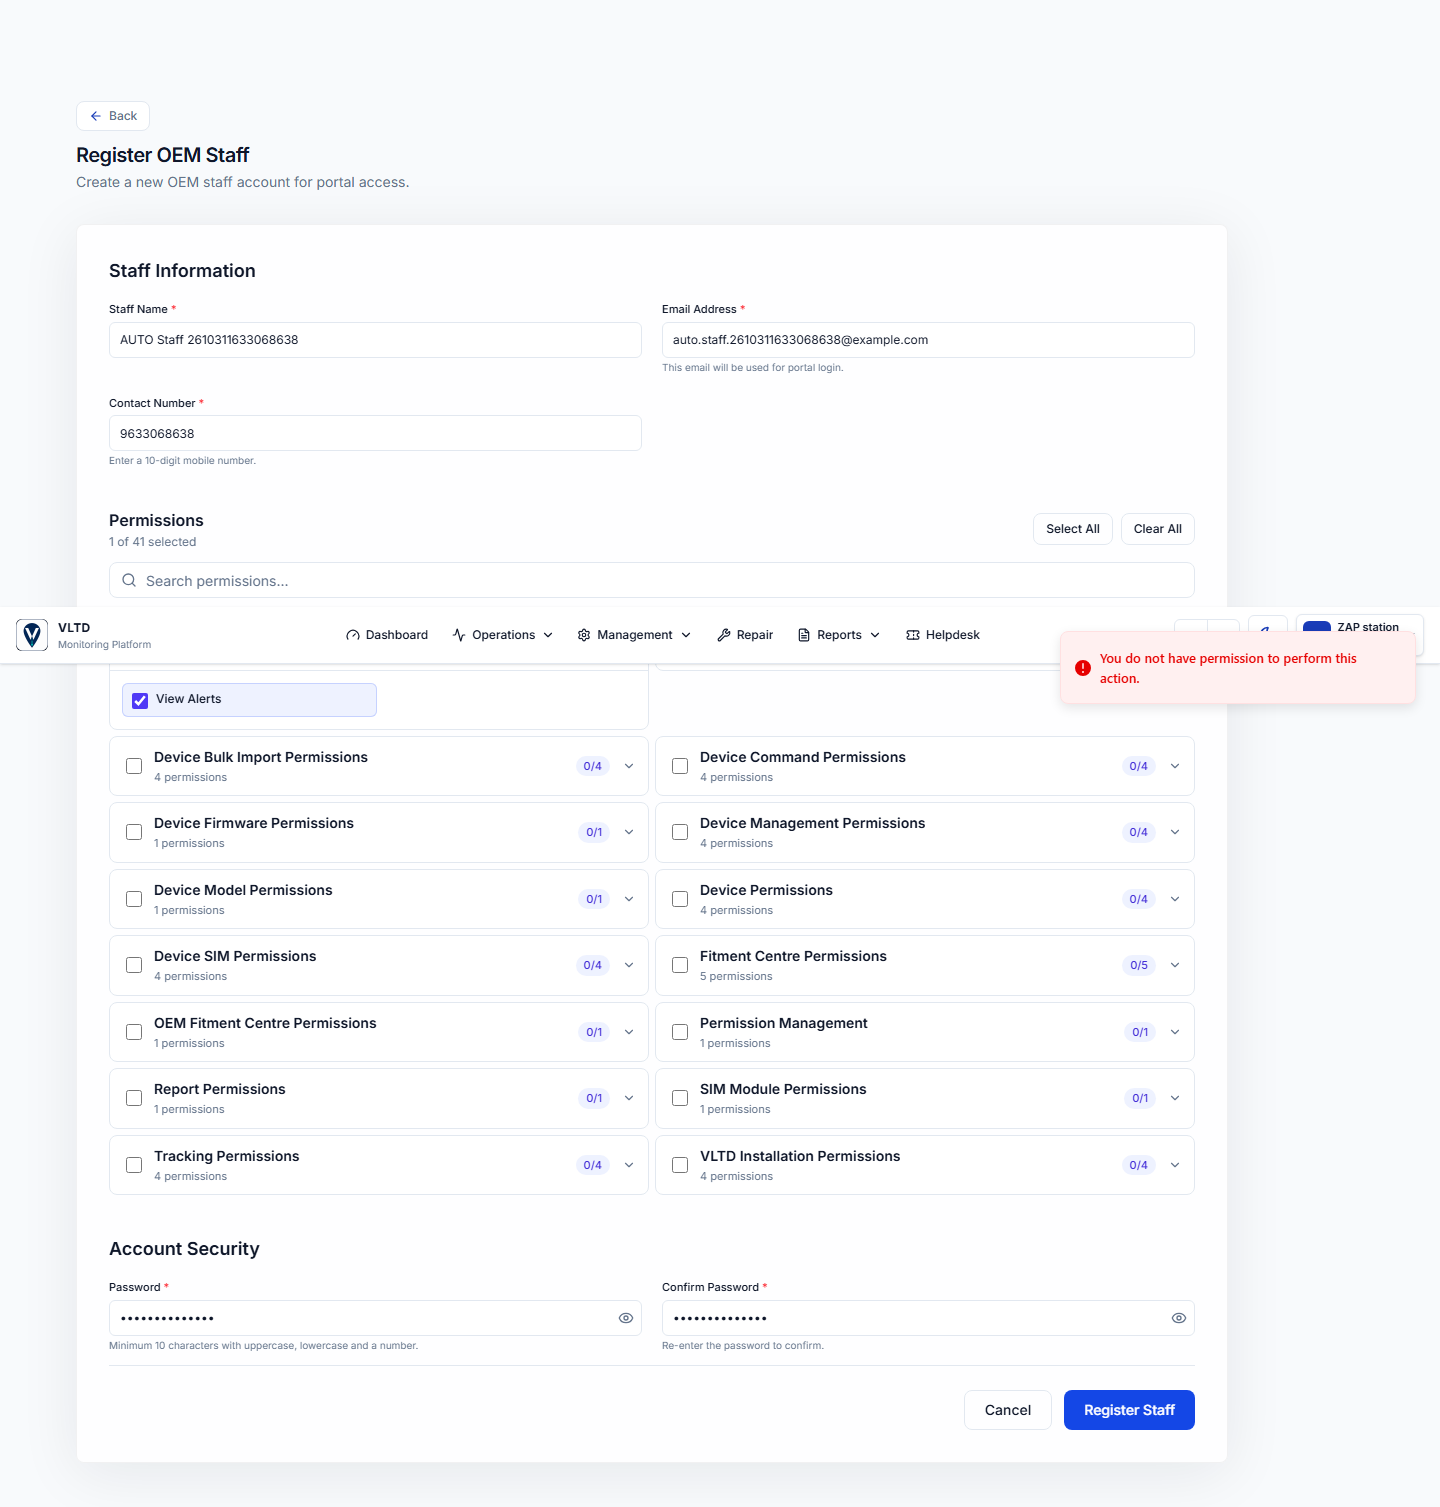 Back
Register OEM Staff
Create a new OEM staff account for portal access.
Staff Information
Staff Name *
Email Address *
AUTO Staff 2610311633068638
auto.staff.2610311633068638@example.com
This email will be used for portal login.
Contact Number *
9633068638
Enter a 10-digit mobile number.
Permissions
1 of 41 selected
Select All
Clear All
Search permissions...
VLTD
Monitoring Platform
Dashboard
Operations
Management
Repair
Reports
Helpdesk
ZAP station
You do not have permission to perform this
action.
View Alerts
Device Bulk Import Permissions
4 permissions
0/4
Device Command Permissions
4 permissions
0/4
Device Firmware Permissions
1 permissions
0/1
Device Management Permissions
4 permissions
0/4
Device Model Permissions
1 permissions
0/1
Device Permissions
4 permissions
0/4
Device SIM Permissions
4 permissions
0/4
Fitment Centre Permissions
5 permissions
0/5
OEM Fitment Centre Permissions
1 permissions
0/1
Permission Management
1 permissions
0/1
Report Permissions
1 permissions
0/1
SIM Module Permissions
1 permissions
0/1
Tracking Permissions
4 permissions
0/4
VLTD Installation Permissions
4 permissions
0/4
Account Security
Password *
Confirm Password *
••••••••••••••
••••••••••••••
Minimum 10 characters with uppercase, lowercase and a number.
Re-enter the password to confirm.
Cancel
Register Staff